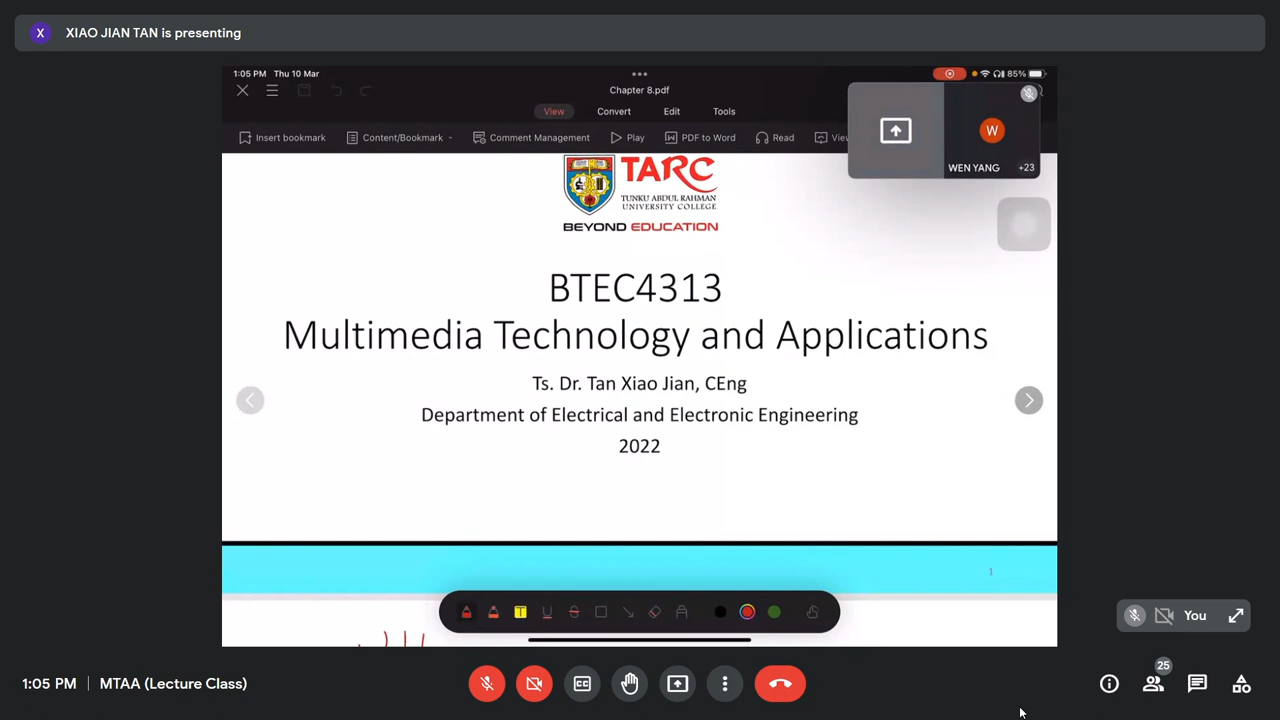 X XIAO JIAN TAN is presenting
1:05 PM Thu 10 Mar
85%
Chapter 8.pdf
View Convert Edit Tools
Insert bookmark Content/Bookmark Comment Management Play PDF to Word Read
W
WEN YANG +23
TARC
TUNKU ABDUL RAHMAN
UNIVERSITY COLLEGE
BEYOND EDUCATION
BTEC4313
Multimedia Technology and Applications
Ts. Dr. Tan Xiao Jian, CEng
Department of Electrical and Electronic Engineering
2022
1
T U S
You
1:05 PM MTAA (Lecture Class)
CC
25